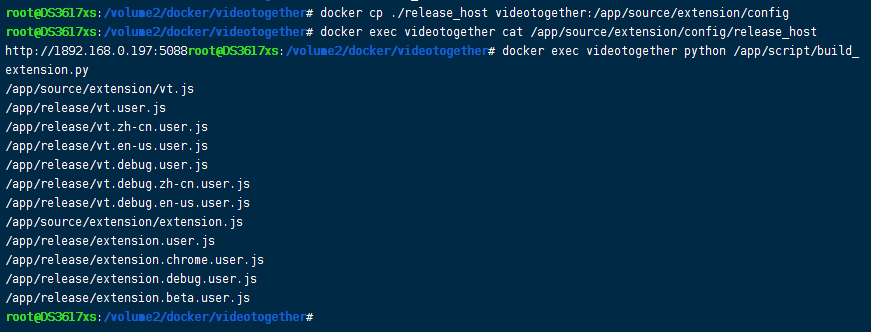 root@DS3617xs:/volume2/docker/videotogether# docker cp ./release_host videotogether:/app/source/extension/config
root@DS3617xs:/volume2/docker/videotogether# docker exec videotogether cat /app/source/extension/config/release_host
http://1892.168.0.197:5088root@DS3617xs:/volume2/docker/videotogether# docker exec videotogether python /app/script/build_
extension.py
/app/source/extension/vt.js
/app/release/vt.user.js
/app/release/vt.zh-cn.user.js
/app/release/vt.en-us.user.js
/app/release/vt.debug.user.js
/app/release/vt.debug.zh-cn.user.js
/app/release/vt.debug.en-us.user.js
/app/source/extension/extension.js
/app/release/extension.user.js
/app/release/extension.chrome.user.js
/app/release/extension.debug.user.js
/app/release/extension.beta.user.js
root@DS3617xs:/volume2/docker/videotogether#